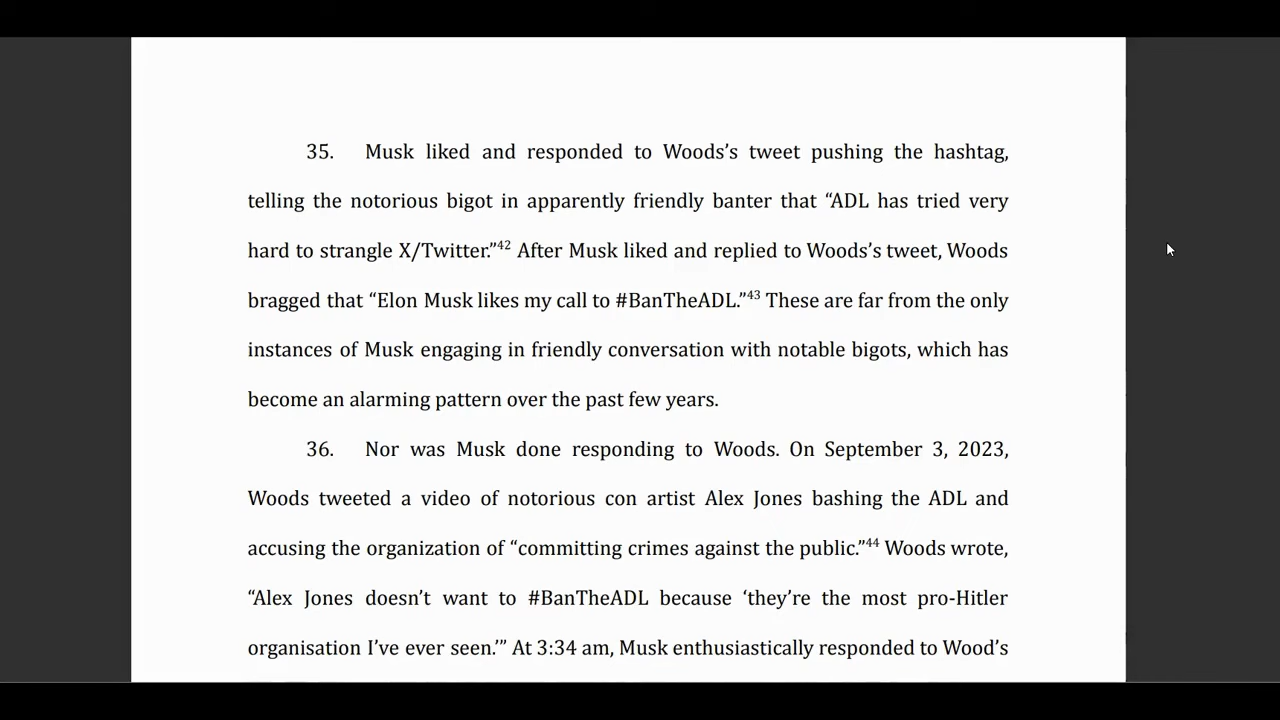 35. Musk liked and responded to Woods’s tweet pushing the hashtag,
telling the notorious bigot in apparently friendly banter that “ADL has tried very
hard to strangle X/Twitter.”42 After Musk liked and replied to Woods’s tweet, Woods
bragged that “Elon Musk likes my call to #BanTheADL.”43 These are far from the only
instances of Musk engaging in friendly conversation with notable bigots, which has
become an alarming pattern over the past few years.
36. Nor was Musk done responding to Woods. On September 3, 2023,
Woods tweeted a video of notorious con artist Alex Jones bashing the ADL and
accusing the organization of “committing crimes against the public.”44 Woods wrote,
“Alex Jones doesn’t want to #BanTheADL because ‘they’re the most pro-Hitler
organisation I’ve ever seen.’” At 3:34 am, Musk enthusiastically responded to Wood’s